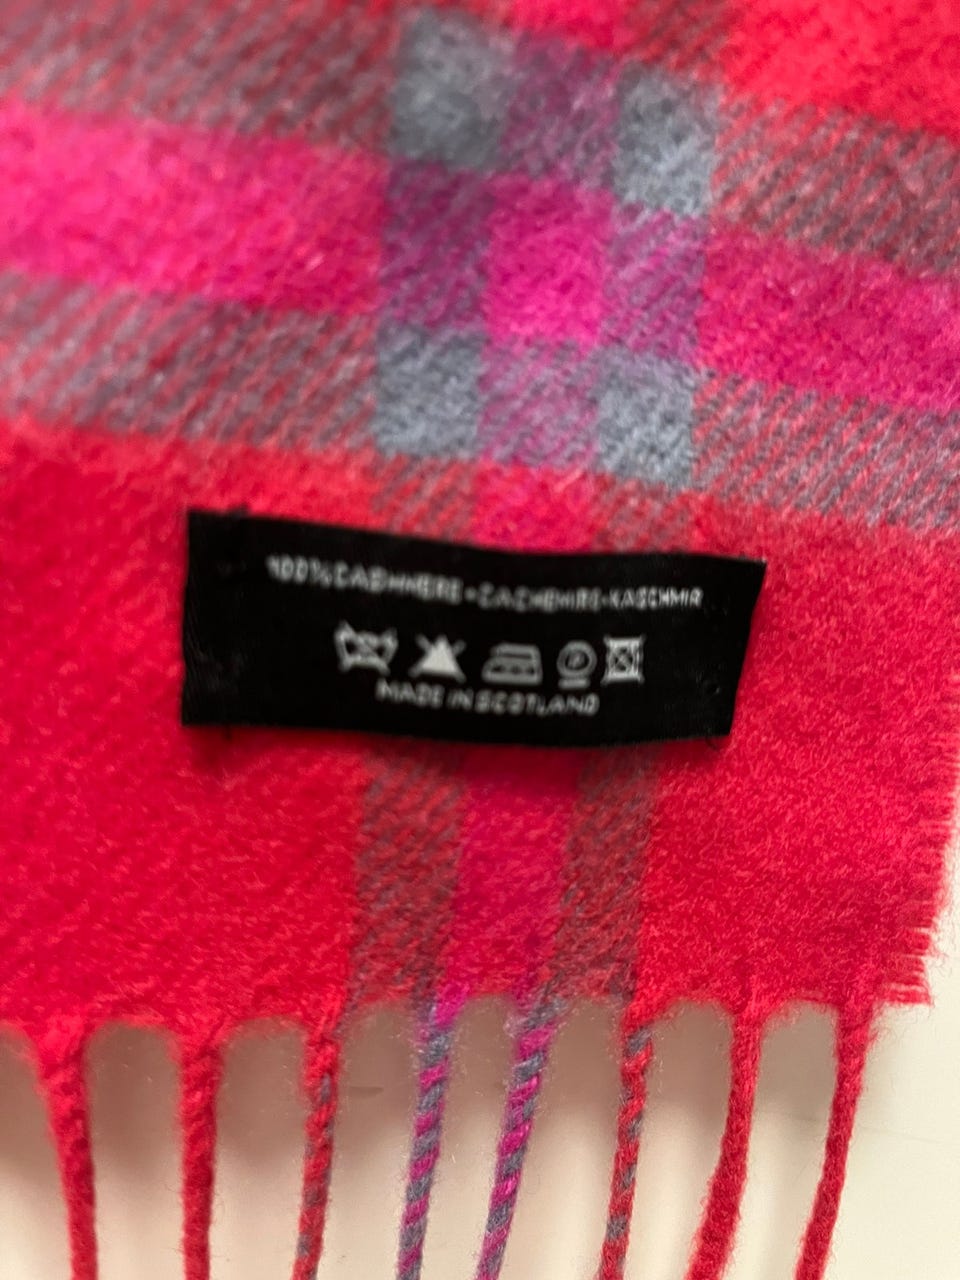 100% CASHMERE • CACHEMIRE • KASCHMIR
MADE IN SCOTLAND